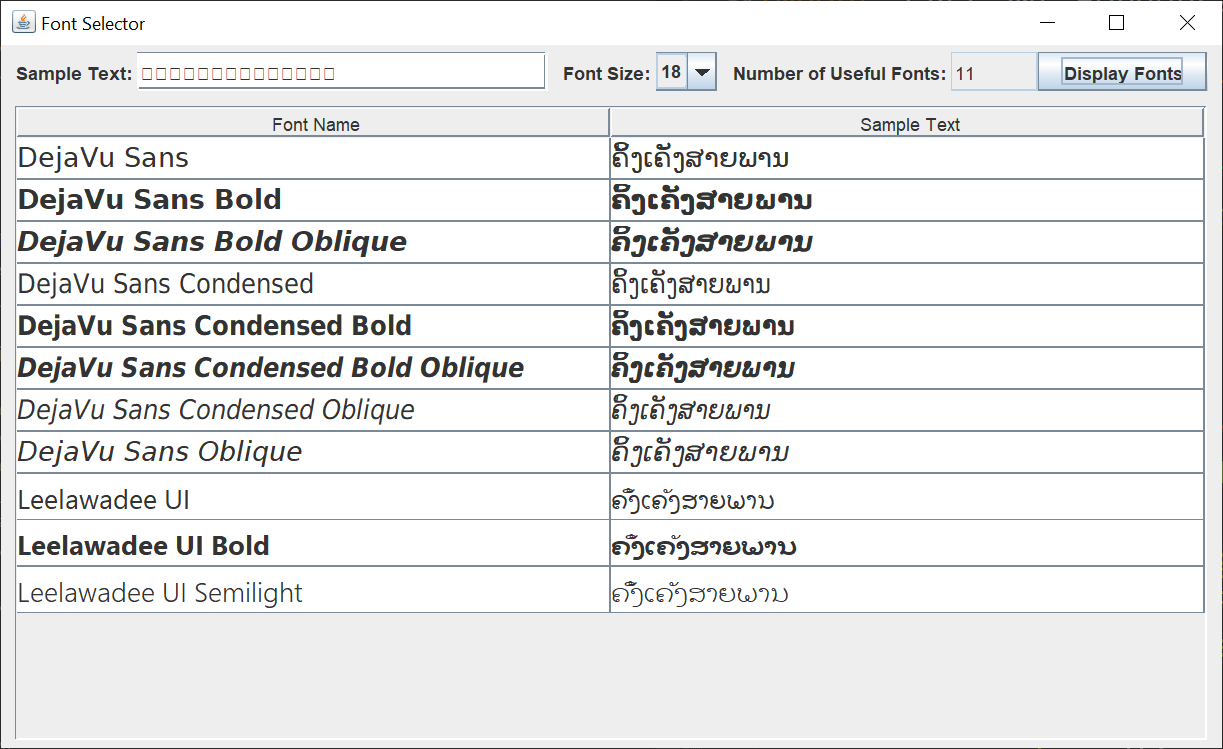 Font Selector
Sample Text: □□□□□□□□□□□□□□ Font Size: 18 Number of Useful Fonts: 11 Display Fonts
Font Name Sample Text
DejaVu Sans ຄິ້ງເຄັ່ງສາຍພານ
DejaVu Sans Bold ຄິ້ງເຄັ່ງສາຍພານ
DejaVu Sans Bold Oblique ຄິ້ງເຄັ່ງສາຍພານ
DejaVu Sans Condensed ຄິ້ງເຄັ່ງສາຍພານ
DejaVu Sans Condensed Bold ຄິ້ງເຄັ່ງສາຍພານ
DejaVu Sans Condensed Bold Oblique ຄິ້ງເຄັ່ງສາຍພານ
DejaVu Sans Condensed Oblique ຄິ້ງເຄັ່ງສາຍພານ
DejaVu Sans Oblique ຄິ້ງເຄັ່ງສາຍພານ
Leelawadee UI ຄິ້ງເຄັ່ງສາຍພານ
Leelawadee UI Bold ຄິ້ງເຄັ່ງສາຍພານ
Leelawadee UI Semilight ຄິ້ງເຄັ່ງສາຍພານ